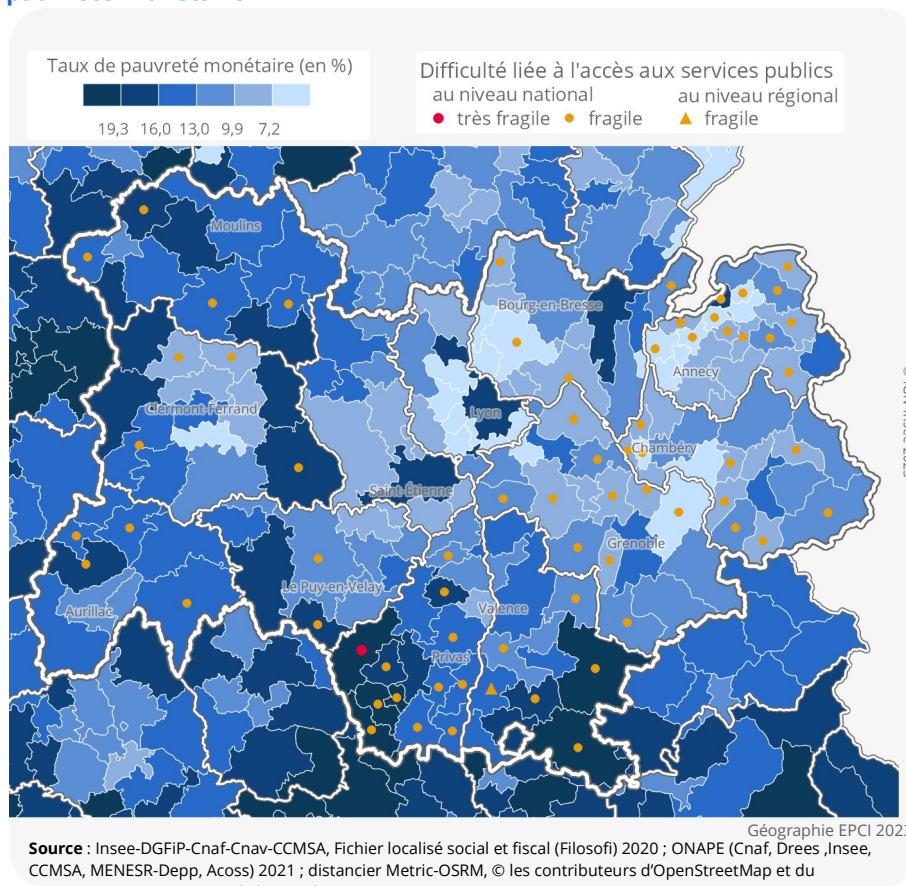 Taux de pauvreté monétaire (en %)
19,3 16,0 13,0 9,9 7,2
Difficulté liée à l'accès aux services publics
au niveau national au niveau régional
très fragile fragile fragile
Moulins
Bourg-en-Bresse
Annecy
Clermont-Ferrand
Lyon
Chambéry
Saint-Étienne
Grenoble
Le Puy-en-Velay
Aurillac
Valence
Privas
Géographie EPCI 2023
Source : Insee-DGFiP-Cnaf-Cnav-CCMSA, Fichier localisé social et fiscal (Filosofi) 2020 ; ONAPE (Cnaf, Drees ,Insee,
CCMSA, MENESR-Depp, Acoss) 2021 ; distancier Metric-OSRM, © les contributeurs d'OpenStreetMap et du